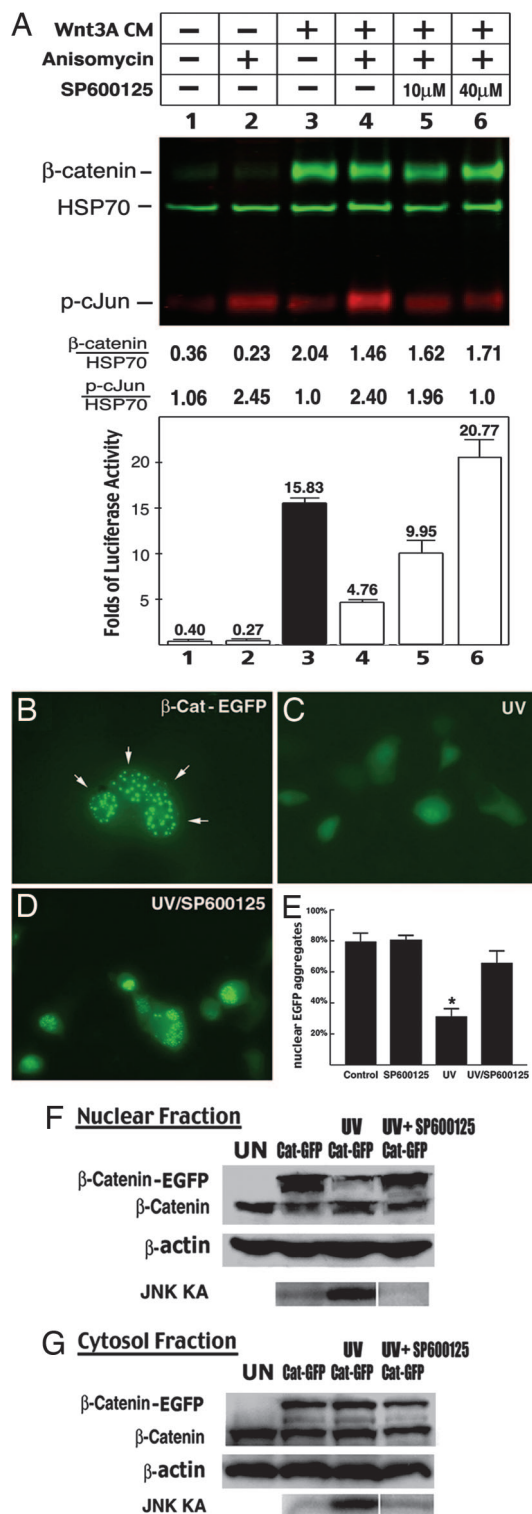 A
Wnt3A CM − − + + + +
Anisomycin − + − + + +
SP600125 − − − − 10μM 40μM
1 2 3 4 5 6
β-catenin
HSP70
p-cJun
β-catenin
HSP70
0.36 0.23 2.04 1.46 1.62 1.71
p-cJun
HSP70
1.06 2.45 1.0 2.40 1.96 1.0
Folds of Luciferase Activity
20
15
10
5
0.40 0.27 15.83 4.76 9.95 20.77
1 2 3 4 5 6
B β-Cat - EGFP
C UV
D UV/SP600125
E
nuclear EGFP aggregates
100%
80%
60%
40%
20%
*
Control SP600125 UV UV/SP600125
F Nuclear Fraction
UV UV+ SP600125
UN Cat-GFP Cat-GFP Cat-GFP
β-Catenin-EGFP
β-Catenin
β-actin
JNK KA
G Cytosol Fraction
UV UV+ SP600125
UN Cat-GFP Cat-GFP Cat-GFP
β-Catenin-EGFP
β-Catenin
β-actin
JNK KA